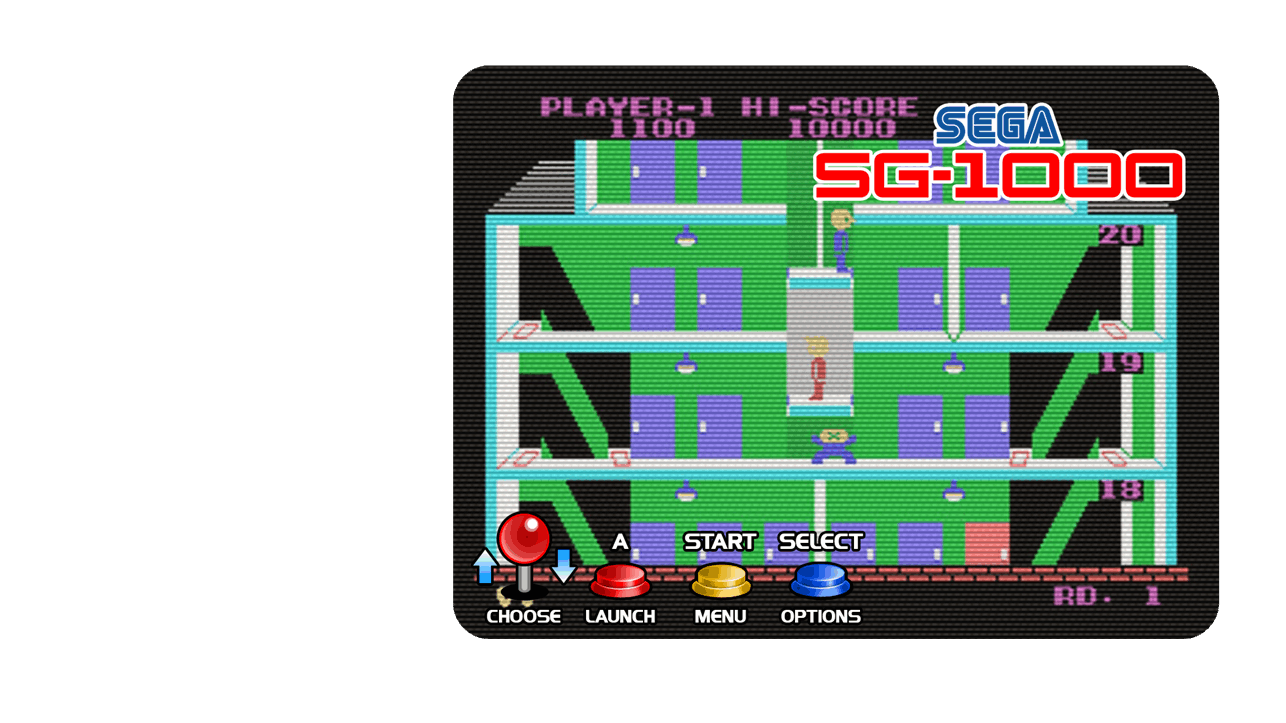 PLAYER-1 HI-SCORE
1100 10000
SEGA
SG-1000
20
19
18
A START SELECT
RD. 1
CHOOSE LAUNCH MENU OPTIONS